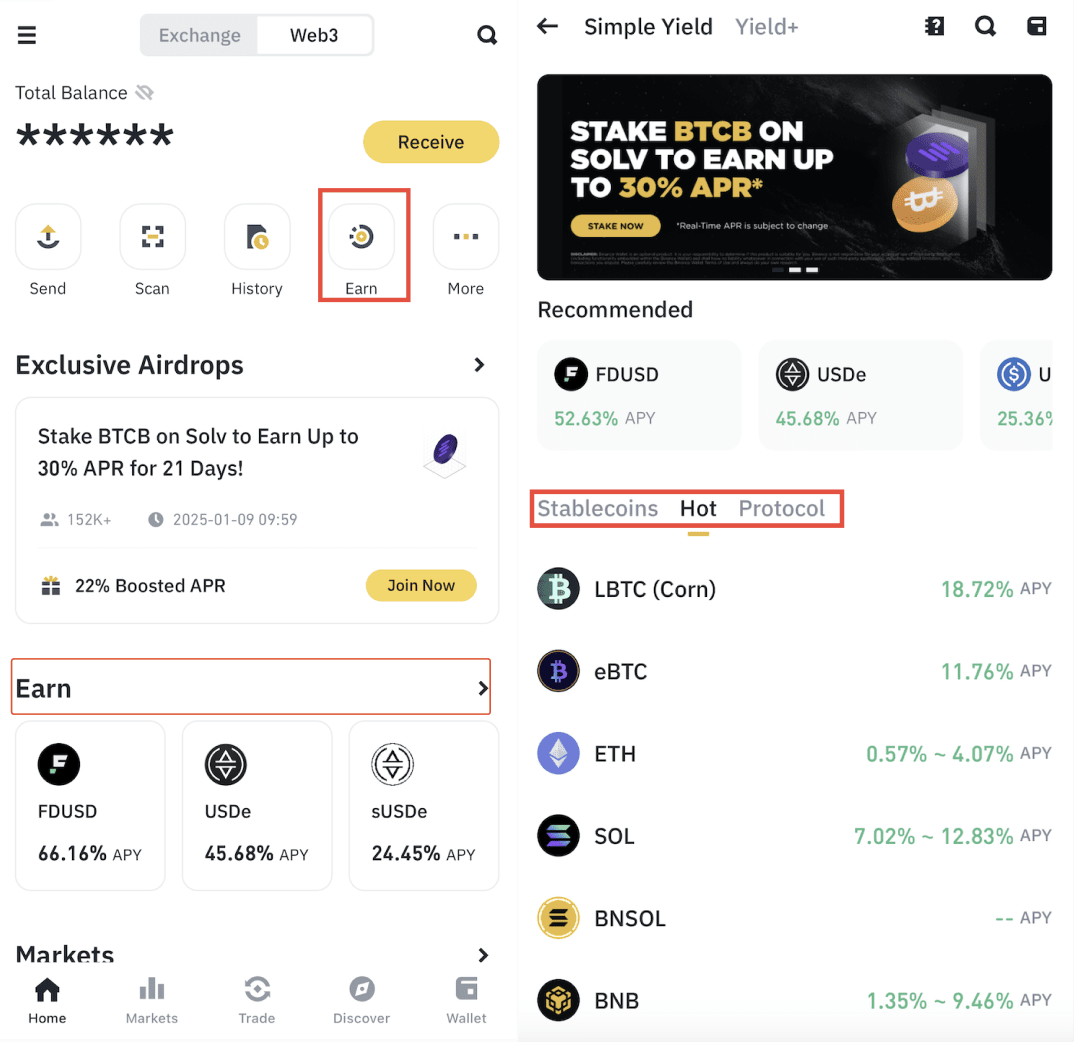 Exchange
Web3
Total Balance
******
Receive
Send
Scan
History
Earn
More
Exclusive Airdrops
Stake BTCB on Solv to Earn Up to
30% APR for 21 Days!
152K+
2025-01-09 09:59
22% Boosted APR
Join Now
Earn
FDUSD
66.16% APY
USDe
45.68% APY
sUSDe
24.45% APY
Markets
Home
Markets
Trade
Discover
Wallet
Simple Yield
Yield+
STAKE BTCB ON
SOLV TO EARN UP
TO 30% APR*
STAKE NOW
*Real-Time APR is subject to change
Recommended
FDUSD
52.63% APY
USDe
45.68% APY
U
25.36%
Stablecoins
Hot
Protocol
LBTC (Corn)
18.72% APY
eBTC
11.76% APY
ETH
0.57% ~ 4.07% APY
SOL
7.02% ~ 12.83% APY
BNSOL
-- APY
BNB
1.35% ~ 9.46% APY